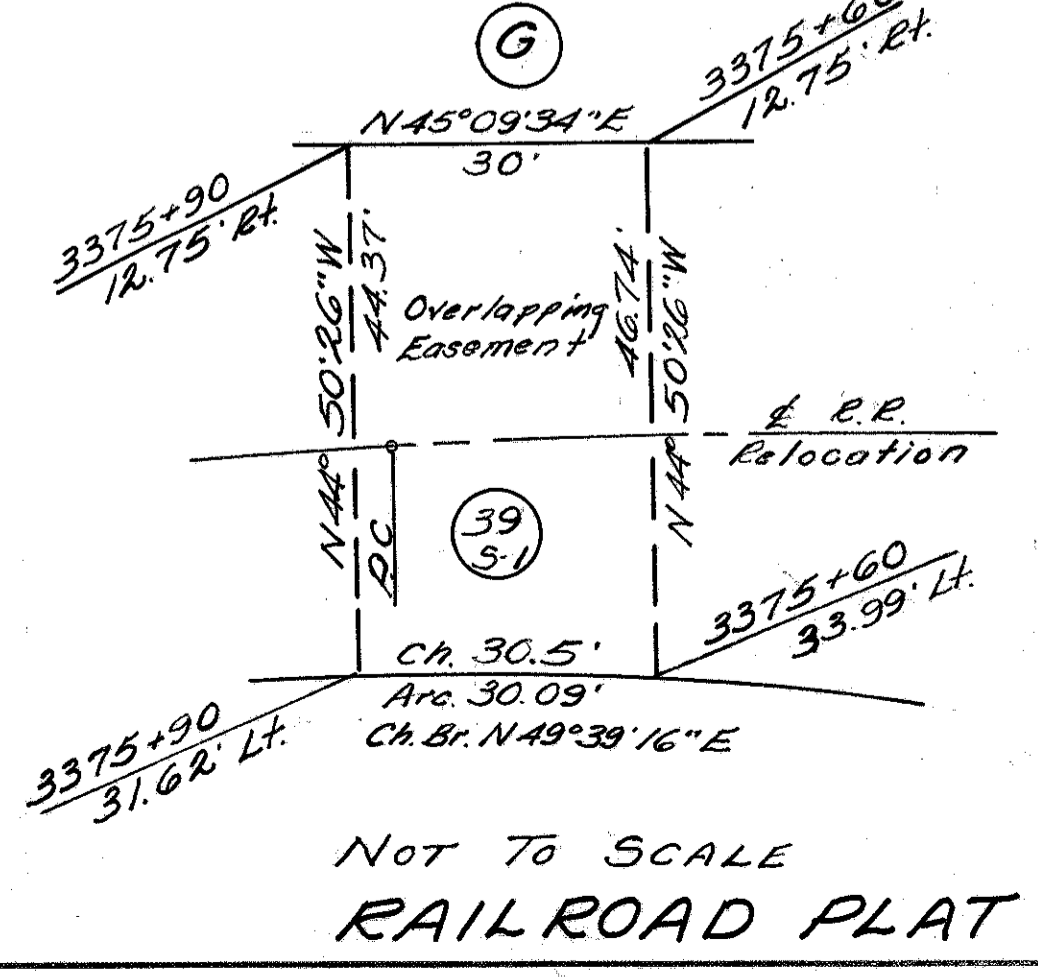 G
3375+60
12.75' Rt.
N45°09'34"E
30'
3375+90
12.75' Rt.
N44° 50'26"W
44.37'
Overlapping
Easement
46.74'
N44° 50'26"W
℄ R.R.
Relocation
P.C
39
S-1
3375+60
33.99' Lt.
Ch. 30.5'
Arc. 30.09'
Ch. Br. N49°39'16"E
3375+90
31.62' Lt.
NOT TO SCALE
RAILROAD PLAT